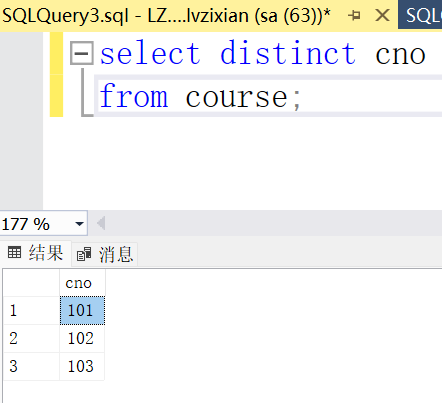 SQLQuery3.sql - LZ....lvzixian (sa (63))* SQL
select distinct cno
from course;
177 %
结果 消息
cno
1 101
2 102
3 103